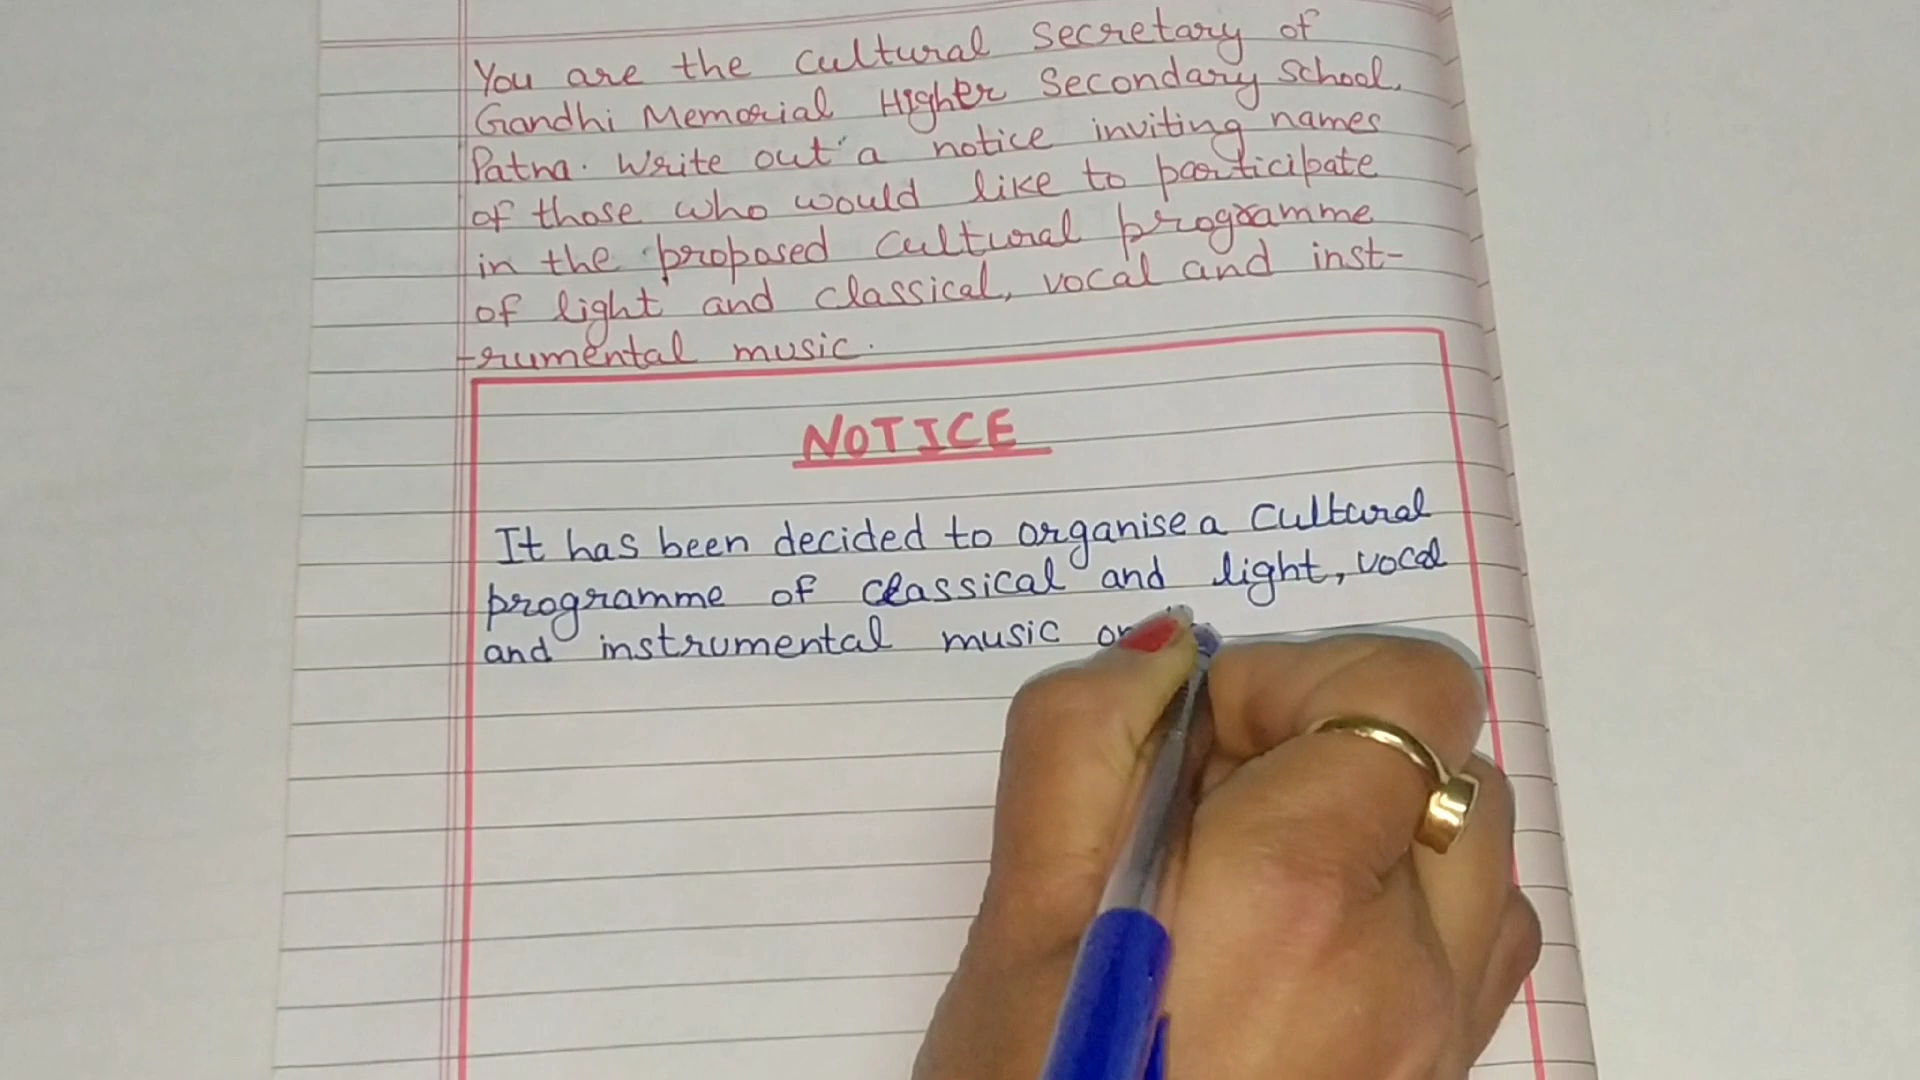 You are the cultural secretary of
Gandhi Memorial Higher Secondary School,
Patna. Write out a notice inviting names
of those who would like to participate
in the proposed cultural programme
of light and classical, vocal and inst-
-rumental music.
NOTICE
It has been decided to organise a cultural
programme of classical and light, vocal
and instrumental music